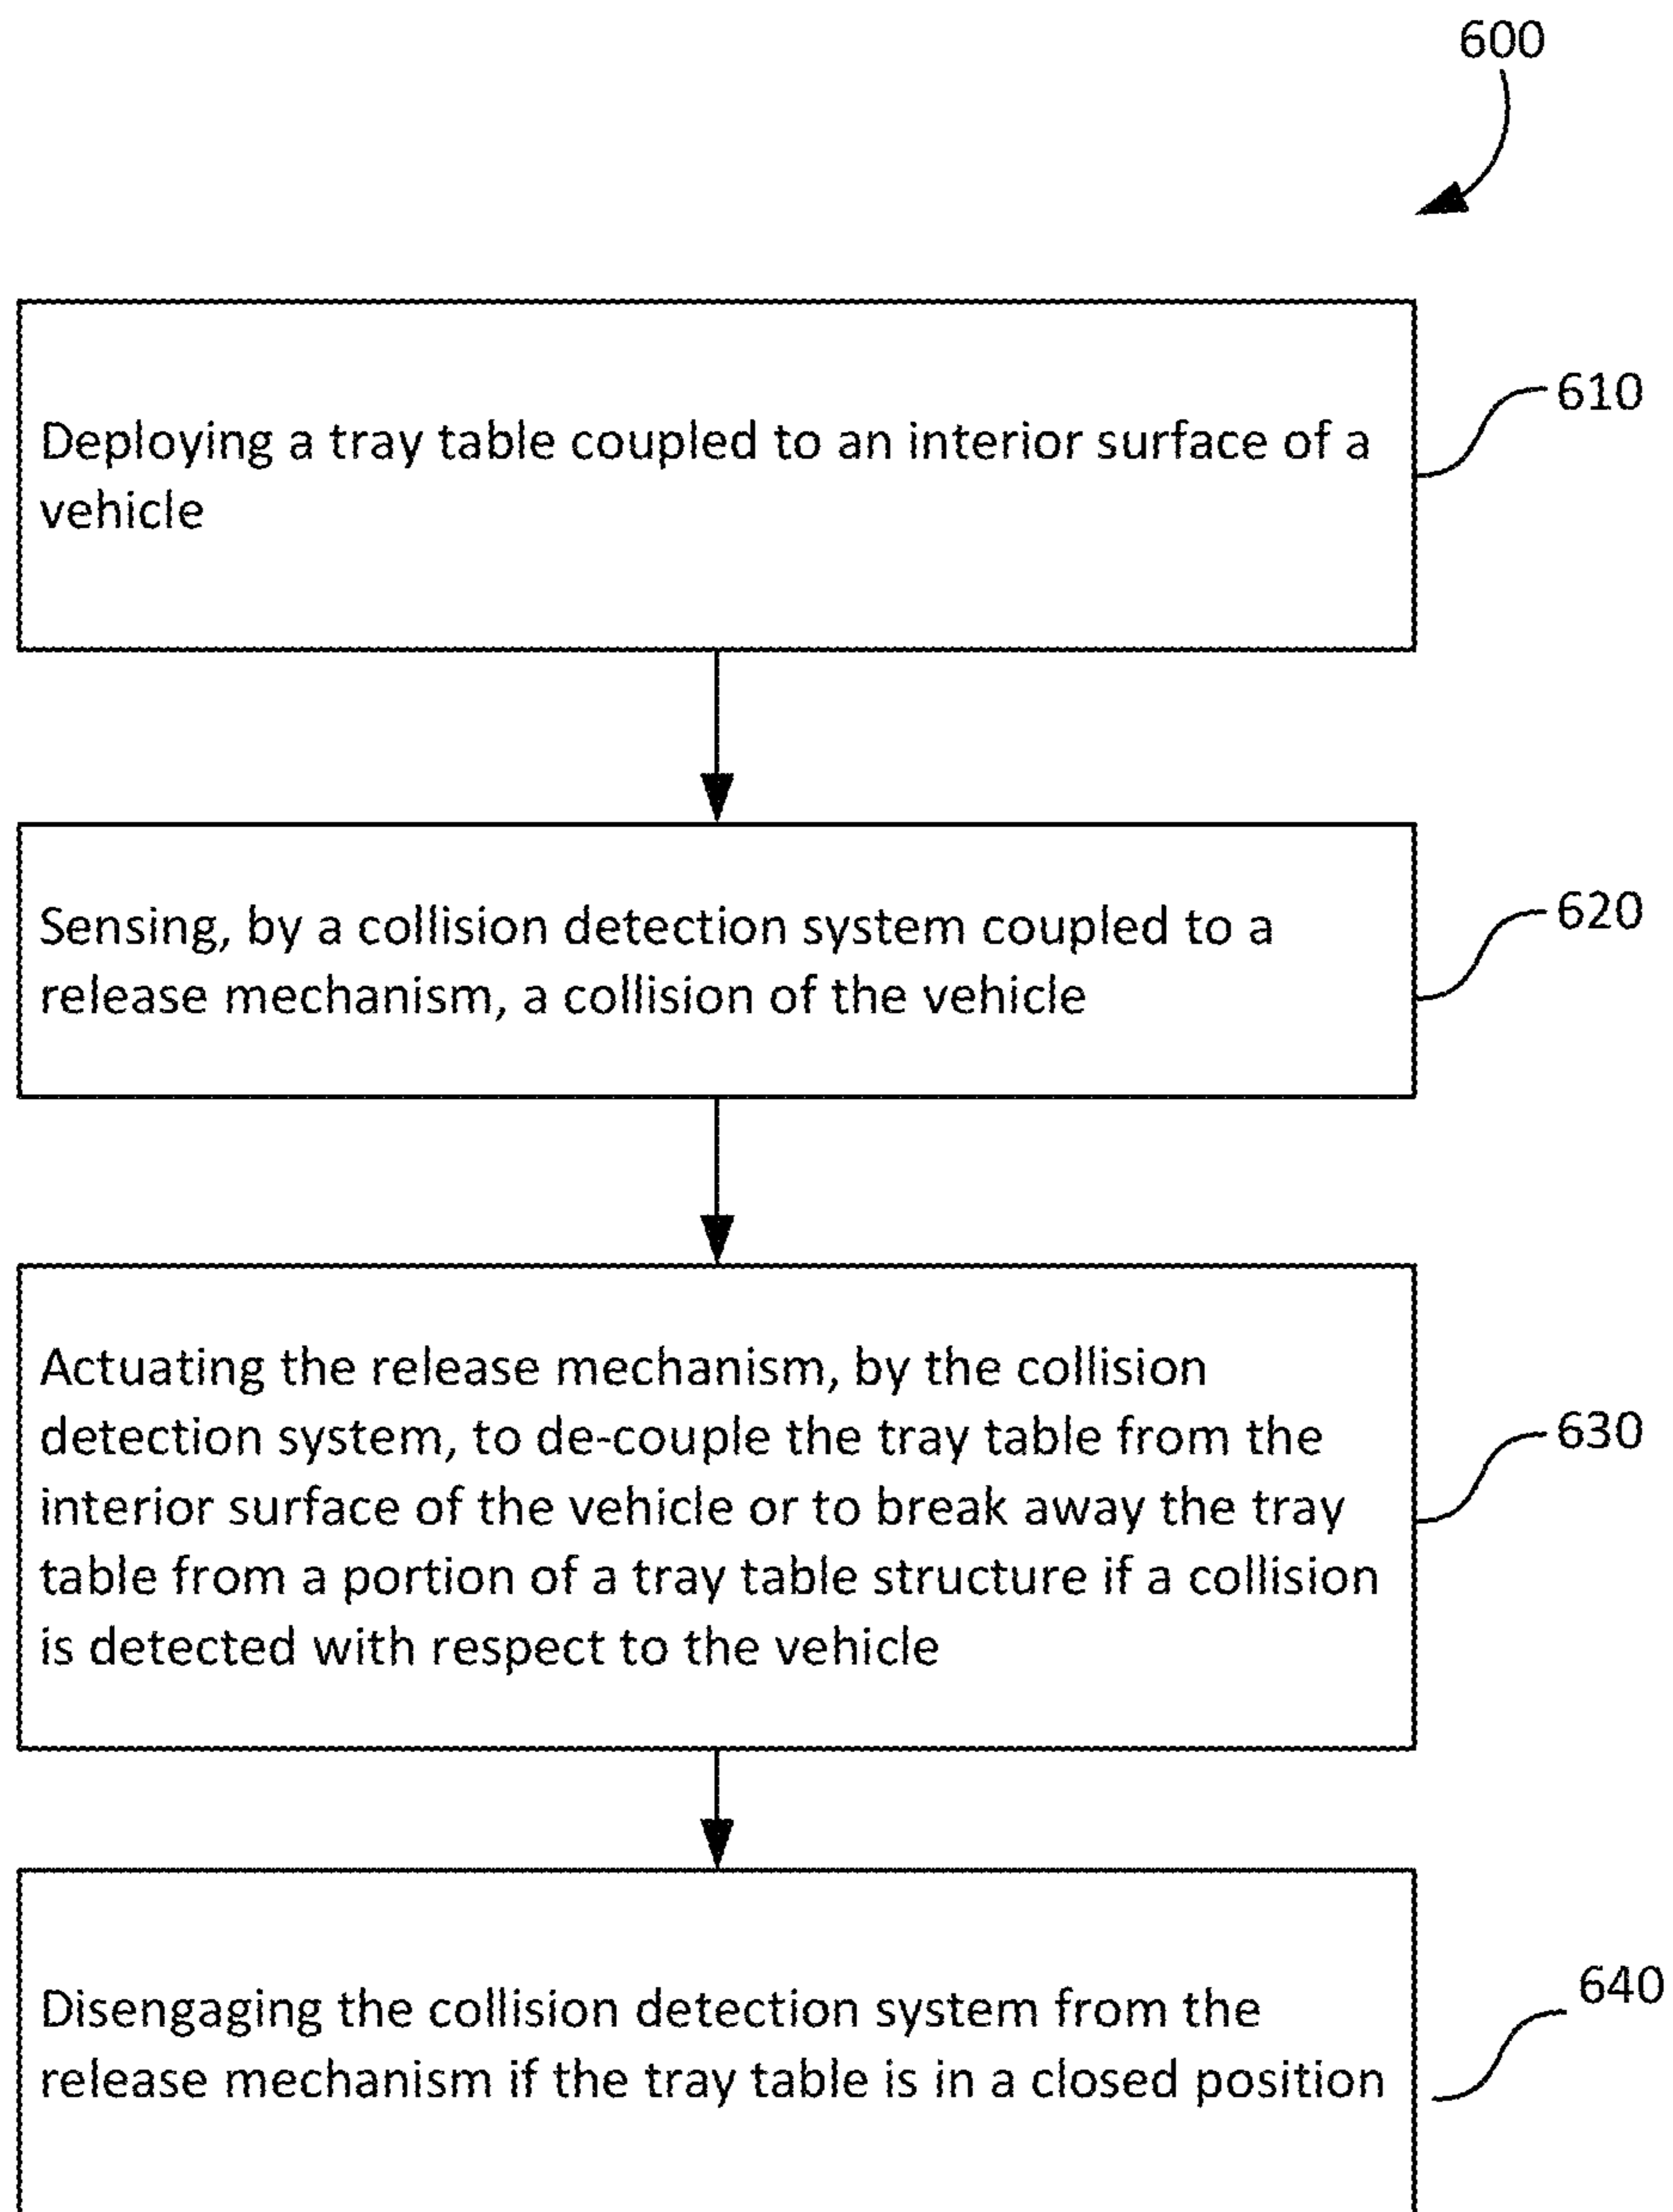 600
Deploying a tray table coupled to an interior surface of a
vehicle
610
Sensing, by a collision detection system coupled to a
release mechanism, a collision of the vehicle
620
Actuating the release mechanism, by the collision
detection system, to de-couple the tray table from the
interior surface of the vehicle or to break away the tray
table from a portion of a tray table structure if a collision
is detected with respect to the vehicle
630
Disengaging the collision detection system from the
release mechanism if the tray table is in a closed position
640